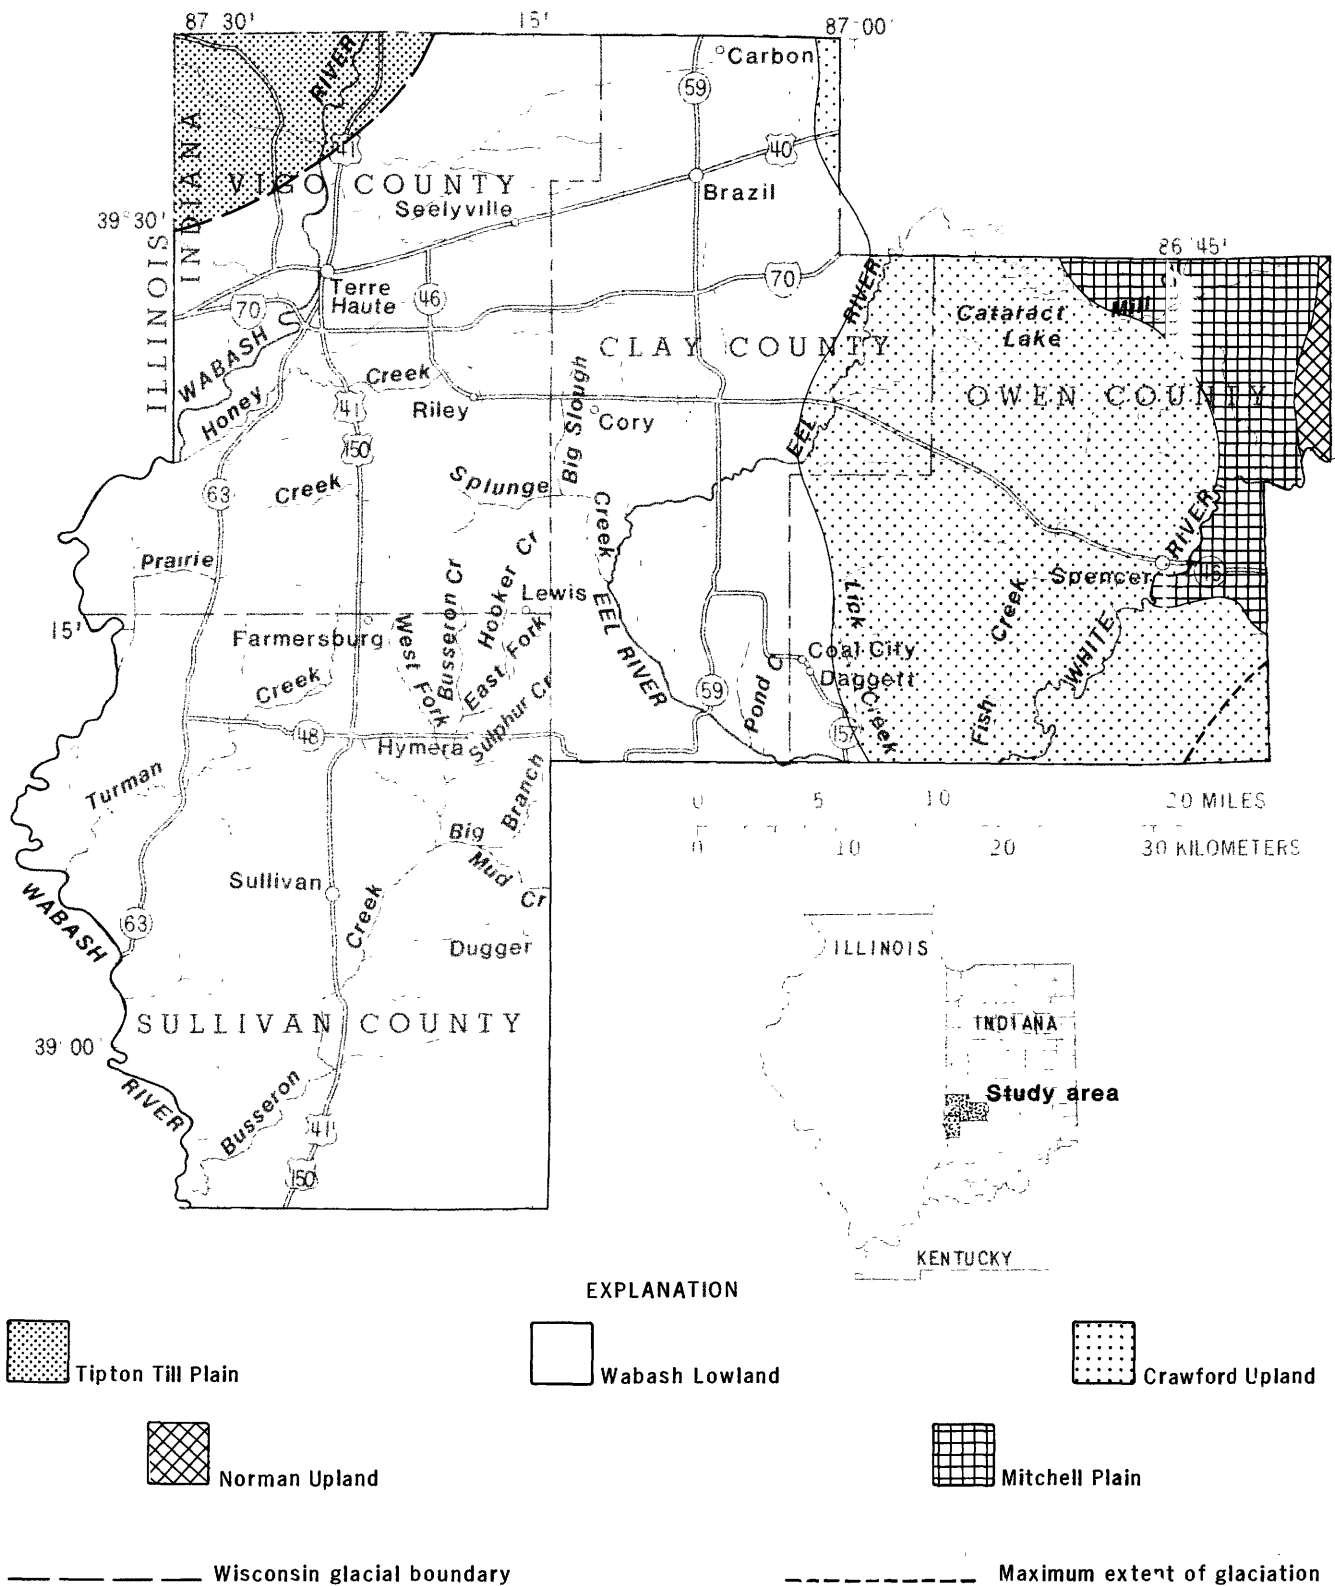 87 30'
15'
87 00'
RIVER
Carbon
59
INDIANA
41
40
VIGO COUNTY
Brazil
Seelyville
39°30'
ILLINOIS
86 45'
Terre
Haute
70
46
70
RIVER
Mill
Cataract
Lake
WABASH
CLAY COUNTY
OWEN COUNTY
Creek
Honey
Riley
41
Big Slough
Cory
EEL
150
Splunge
Creek
63
Creek
RIVER
Prairie
Hooker Cr
Busseron Cr
Spencer
46
Lewis
Lick
Creek
15'
Farmersburg
West Fork
East Fork
EEL RIVER
WHITE
Coal City
Daggett
Creek
Sulphur Cr
59
Pond C
Creek
Fish
48
Hymera
157
Turman
Branch
0 5 10 20 MILES
0 10 20 30 KILOMETERS
Big
Mud
Cr
Sullivan
Creek
WABASH
63
Dugger
ILLINOIS
SULLIVAN COUNTY
INDIANA
39 00'
Study area
RIVER
Busseron
41
150
KENTUCKY
EXPLANATION
Tipton Till Plain
Wabash Lowland
Crawford Upland
Norman Upland
Mitchell Plain
Wisconsin glacial boundary
Maximum extent of glaciation